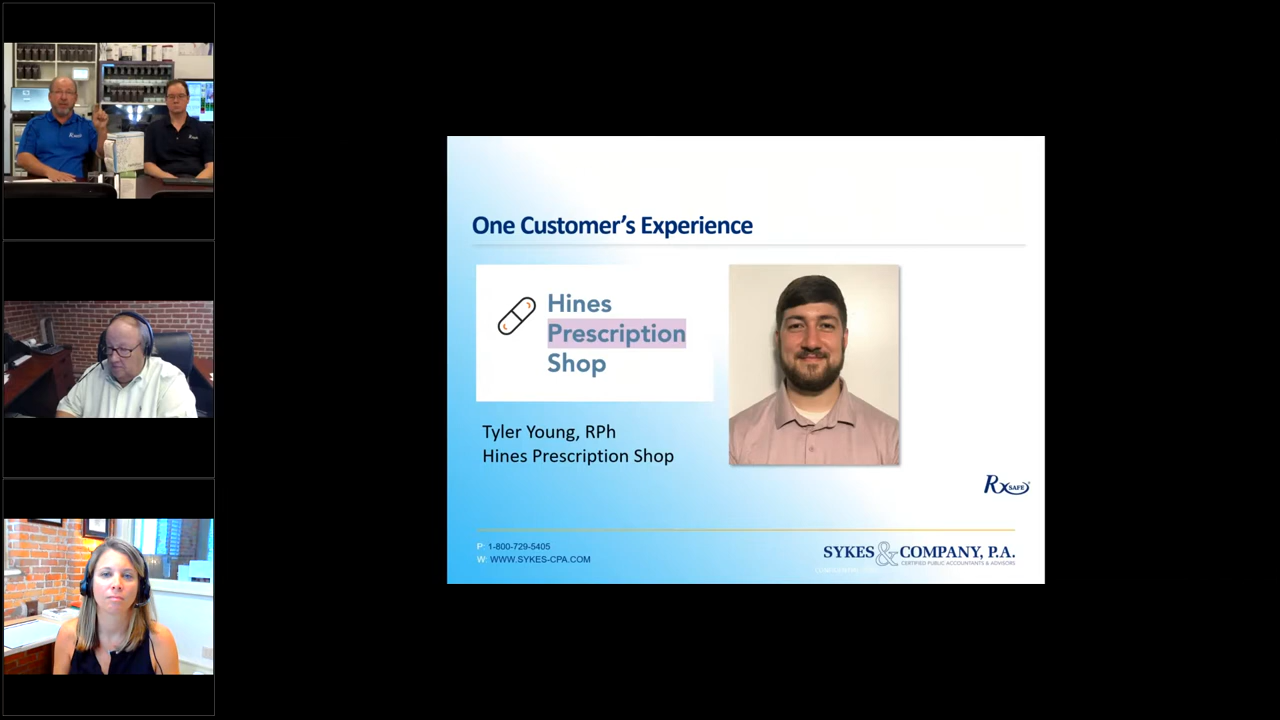 One Customer's Experience
Hines
Prescription
Shop
Tyler Young, RPh
Hines Prescription Shop
Rx SAFE
P: 1-800-729-5405
W: WWW.SYKES-CPA.COM
SYKES & COMPANY, P.A.
CERTIFIED PUBLIC ACCOUNTANTS & ADVISORS